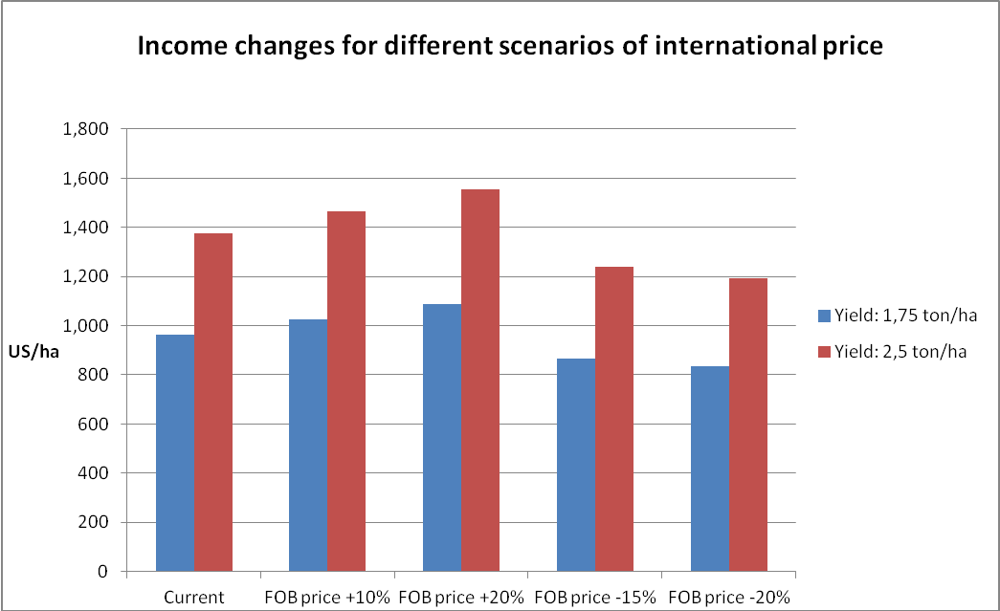 Income changes for different scenarios of international price
1,800
1,600
1,400
1,200
1,000
800
600
400
200
0
US/ha
Current
FOB price +10%
FOB price +20%
FOB price -15%
FOB price -20%
Yield: 1,75 ton/ha
Yield: 2,5 ton/ha